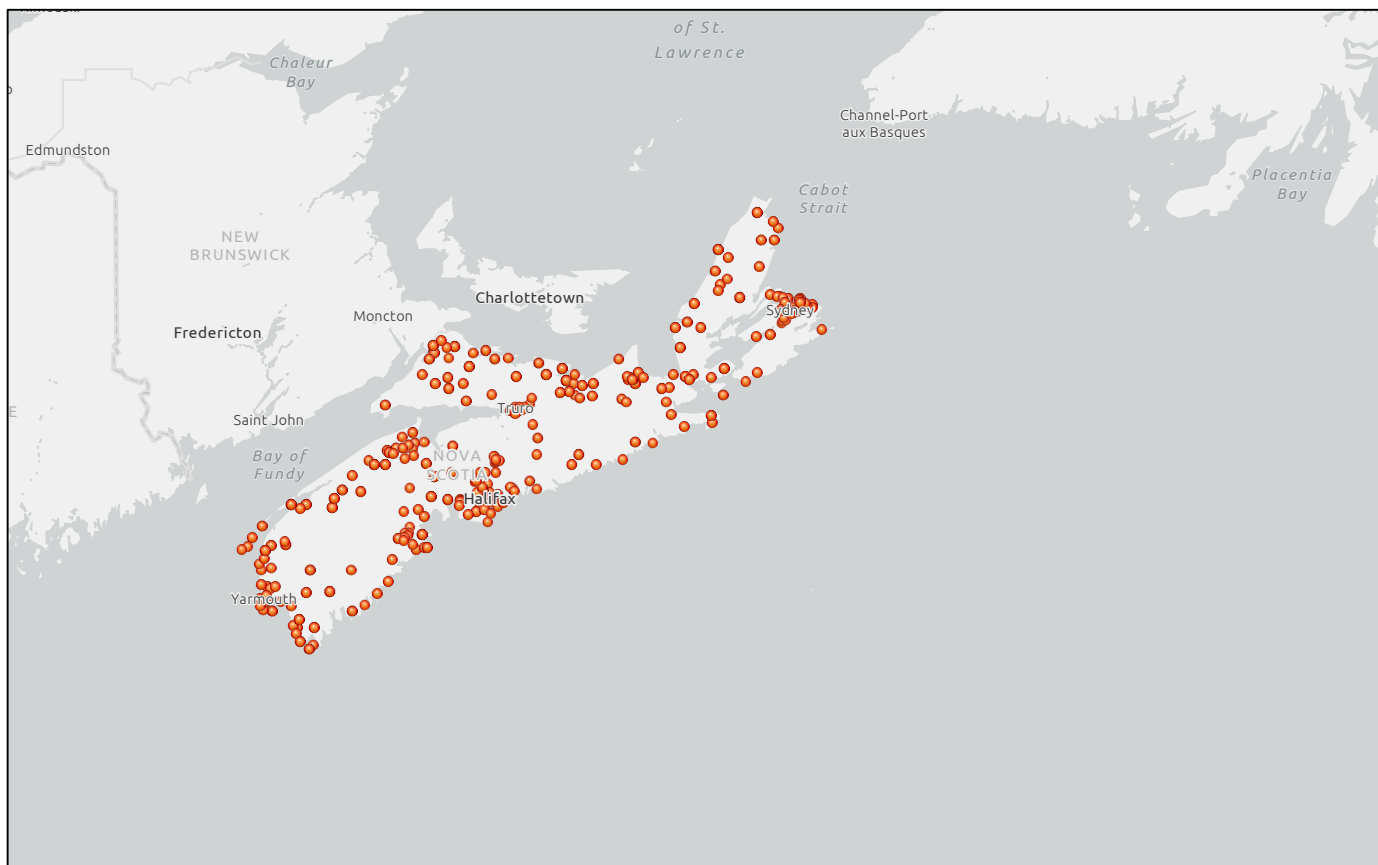 of St.
Lawrence
Chaleur
Bay
Channel-Port
aux Basques
Edmundston
Placentia
Bay
Cabot
Strait
NEW
BRUNSWICK
Charlottetown
Moncton
Fredericton
Sydney
Truro
Saint John
Bay of
Fundy
NOVA
SCOTIA
Halifax
Yarmouth